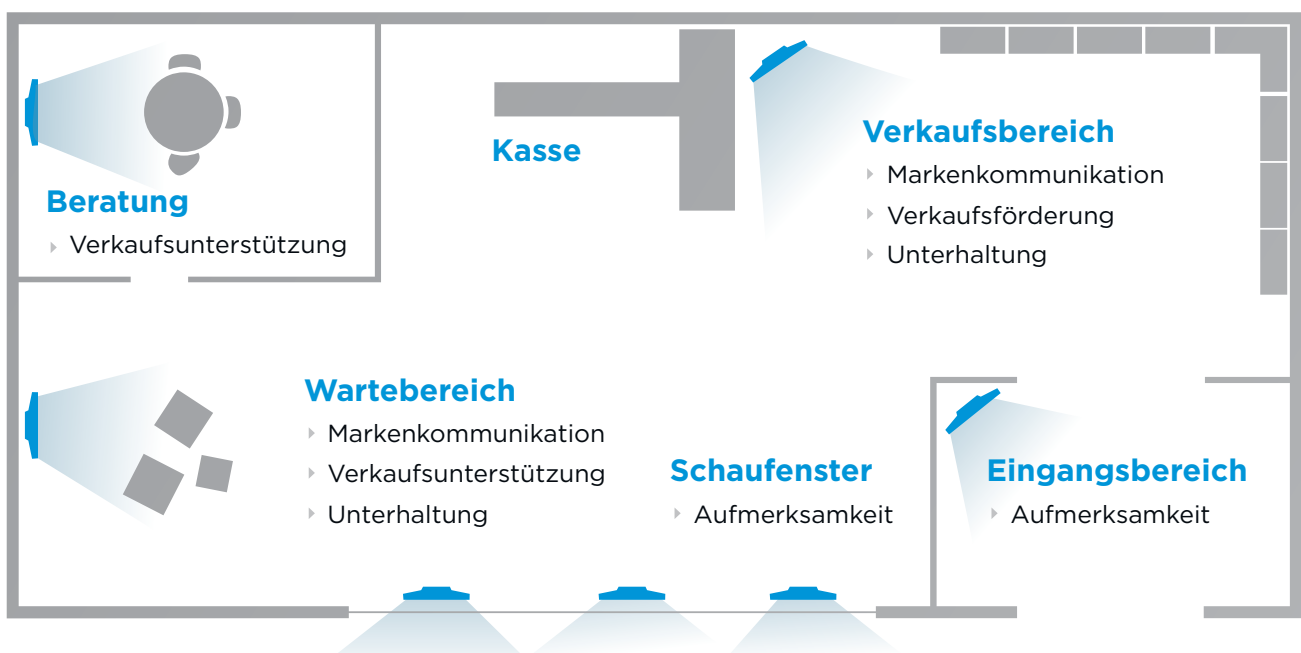 Beratung
Verkaufsunterstützung
Kasse
Verkaufsbereich
Markenkommunikation
Verkaufsförderung
Unterhaltung
Wartebereich
Markenkommunikation
Verkaufsunterstützung
Unterhaltung
Schaufenster
Aufmerksamkeit
Eingangsbereich
Aufmerksamkeit